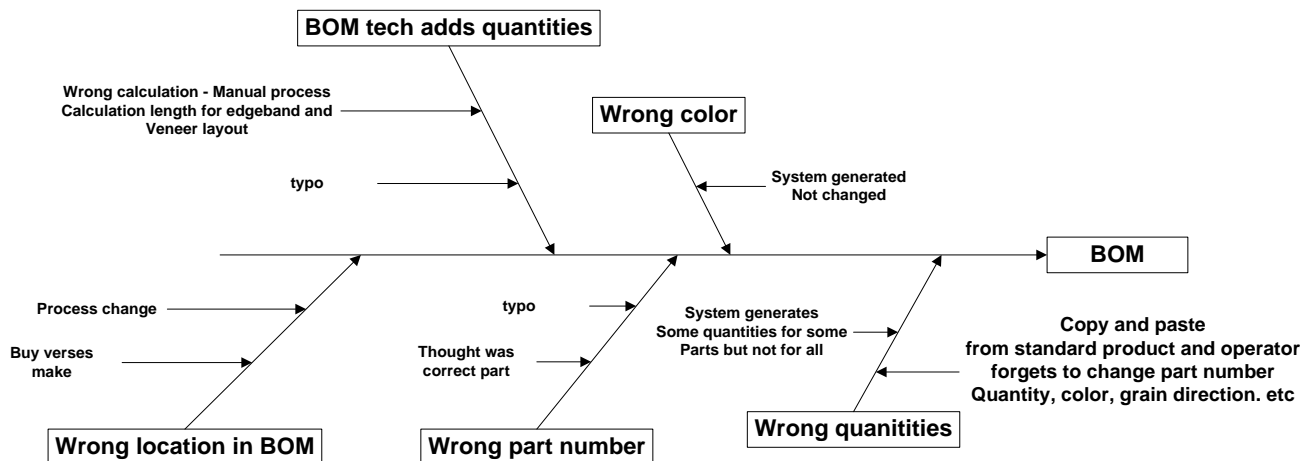 BOM tech adds quantities
Wrong calculation - Manual process
Calculation length for edgeband and
Veneer layout
typo
Wrong color
System generated
Not changed
BOM
Process change
Buy verses
make
Wrong location in BOM
typo
Thought was
correct part
Wrong part number
System generates
Some quantities for some
Parts but not for all
Copy and paste
from standard product and operator
forgets to change part number
Quantity, color, grain direction. etc
Wrong quanitities